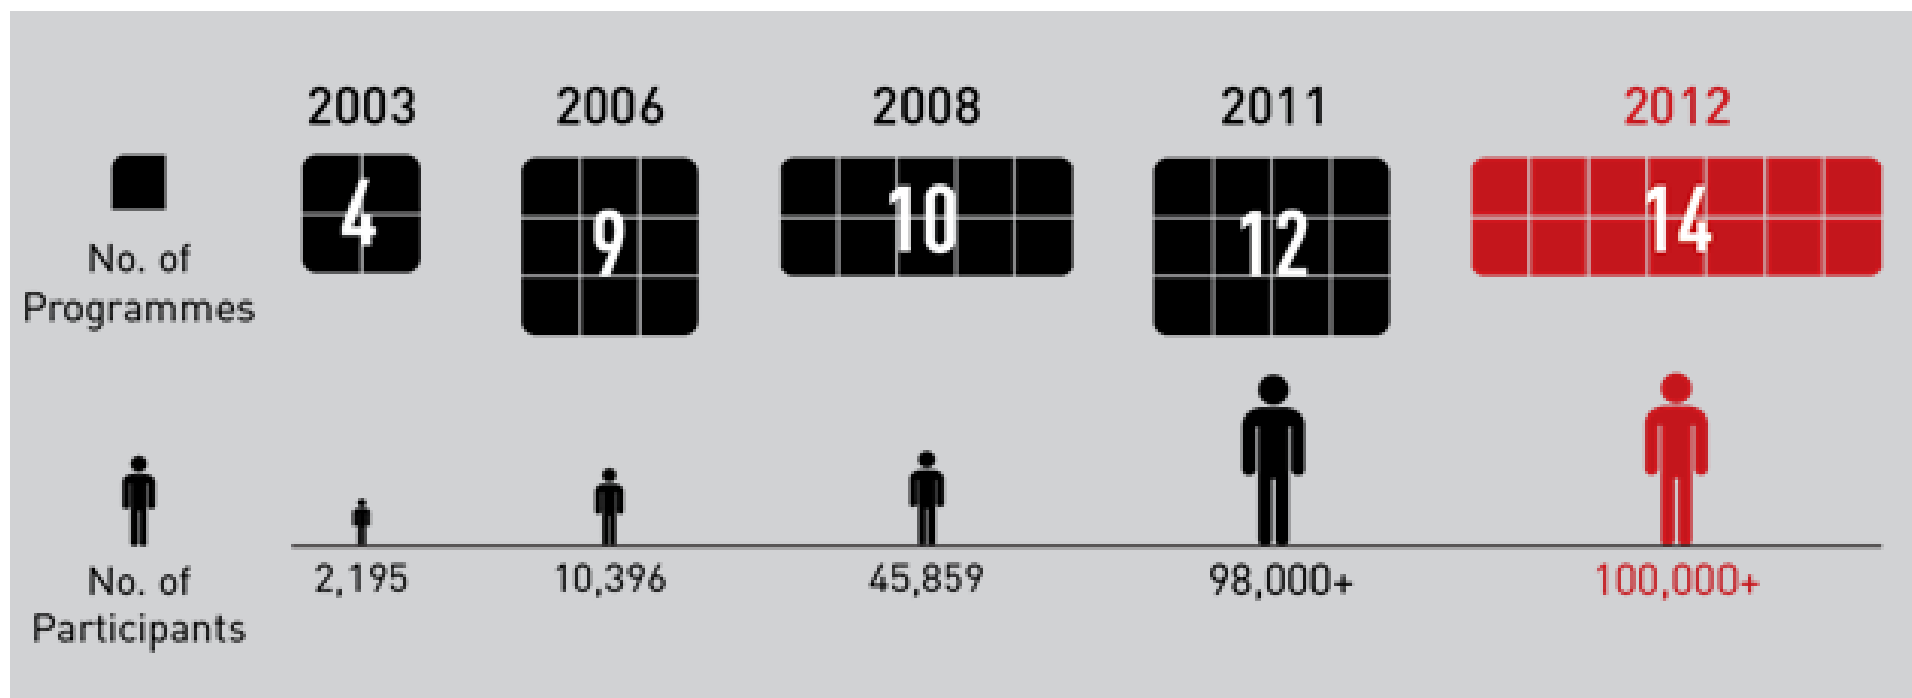 2003 2006 2008 2011 2012
4 9 10 12 14
No. of
Programmes
No. of
Participants
2,195 10,396 45,859 98,000+ 100,000+